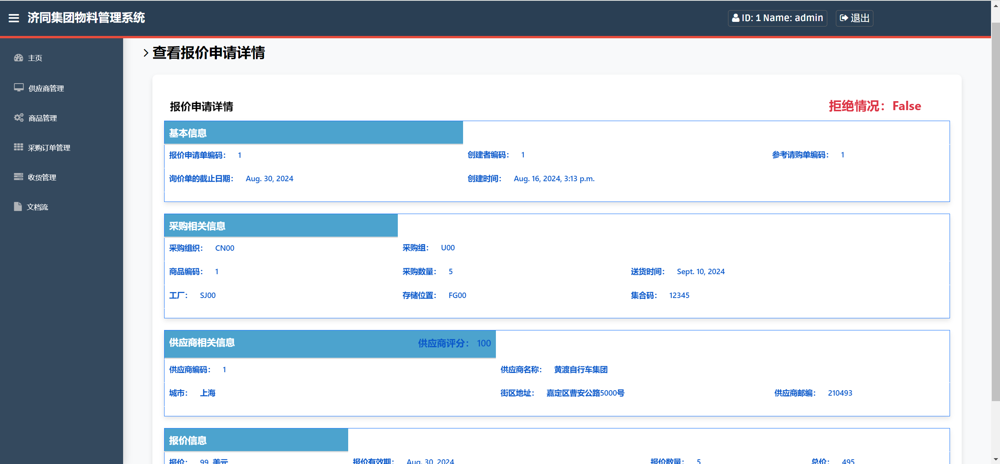 济同集团物料管理系统
ID: 1 Name: admin
退出
主页
供应商管理
商品管理
采购订单管理
收货管理
文档流
查看报价申请详情
报价申请详情
拒绝情况：False
基本信息
报价申请单编码： 1 创建者编码： 1 参考请购单编码： 1
询价单的截止日期： Aug. 30, 2024 创建时间： Aug. 16, 2024, 3:13 p.m.
采购相关信息
采购组织： CN00 采购组： U00
商品编码： 1 采购数量： 5 送货时间： Sept. 10, 2024
工厂： SJ00 存储位置： FG00 集合码： 12345
供应商相关信息 供应商评分： 100
供应商编码： 1 供应商名称： 黄渡自行车集团
城市： 上海 街区地址： 嘉定区曹安公路5000号 供应商邮编： 210493
报价信息
报价： 99 美元 报价有效期： Aug. 30, 2024 报价数量： 5 总价： 495